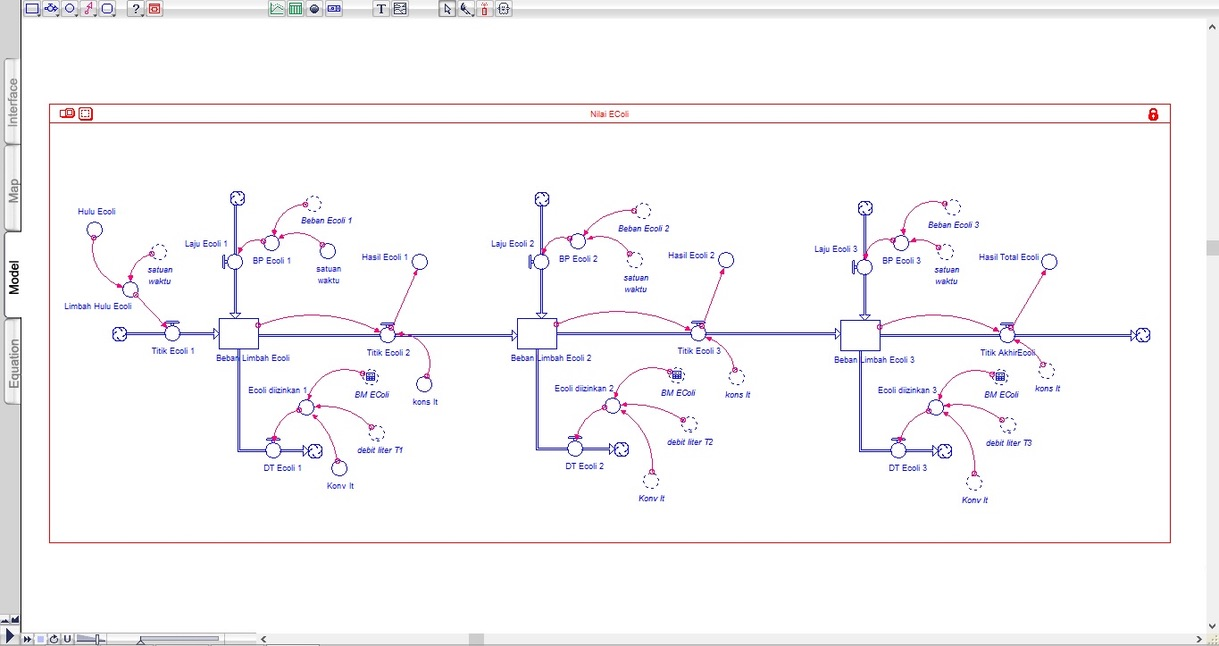 ?
T
Interface
Map
Model
Equation
Nilai EColi
Hulu Ecoli
satuan
waktu
Limbah Hulu Ecoli
Titik Ecoli 1
Laju Ecoli 1
Beban Ecoli 1
BP Ecoli 1
satuan
waktu
Hasil Ecoli 1
Beban Limbah Ecoli
Titik Ecoli 2
kons lt
Ecoli diizinkan 1
BM EColi
debit liter T1
DT Ecoli 1
Konv lt
Laju Ecoli 2
Beban Ecoli 2
BP Ecoli 2
satuan
waktu
Hasil Ecoli 2
Beban Limbah Ecoli 2
Titik Ecoli 3
kons lt
Ecoli diizinkan 2
BM EColi
debit liter T2
DT Ecoli 2
Konv lt
Laju Ecoli 3
Beban Ecoli 3
BP Ecoli 3
satuan
waktu
Hasil Total Ecoli
Beban Limbah Ecoli 3
Titik AkhirEcoli
kons lt
Ecoli diizinkan 3
BM EColi
debit liter T3
DT Ecoli 3
Konv lt
U